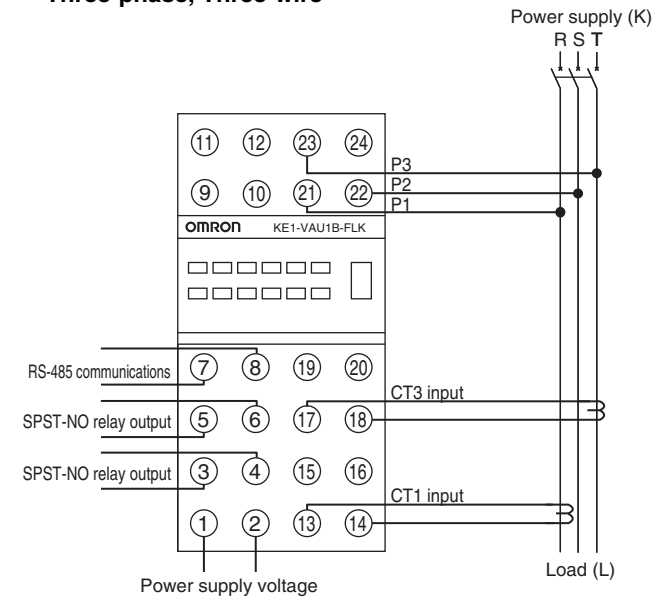 Three-phase, Three-wire
Power supply (K)
R S T
11 12 23 24
P3
P2
9 10 21 22
P1
OMRON KE1-VAU1B-FLK
RS-485 communications
7 8 19 20
CT3 input
SPST-NO relay output
5 6 17 18
SPST-NO relay output
3 4 15 16
CT1 input
1 2 13 14
Load (L)
Power supply voltage